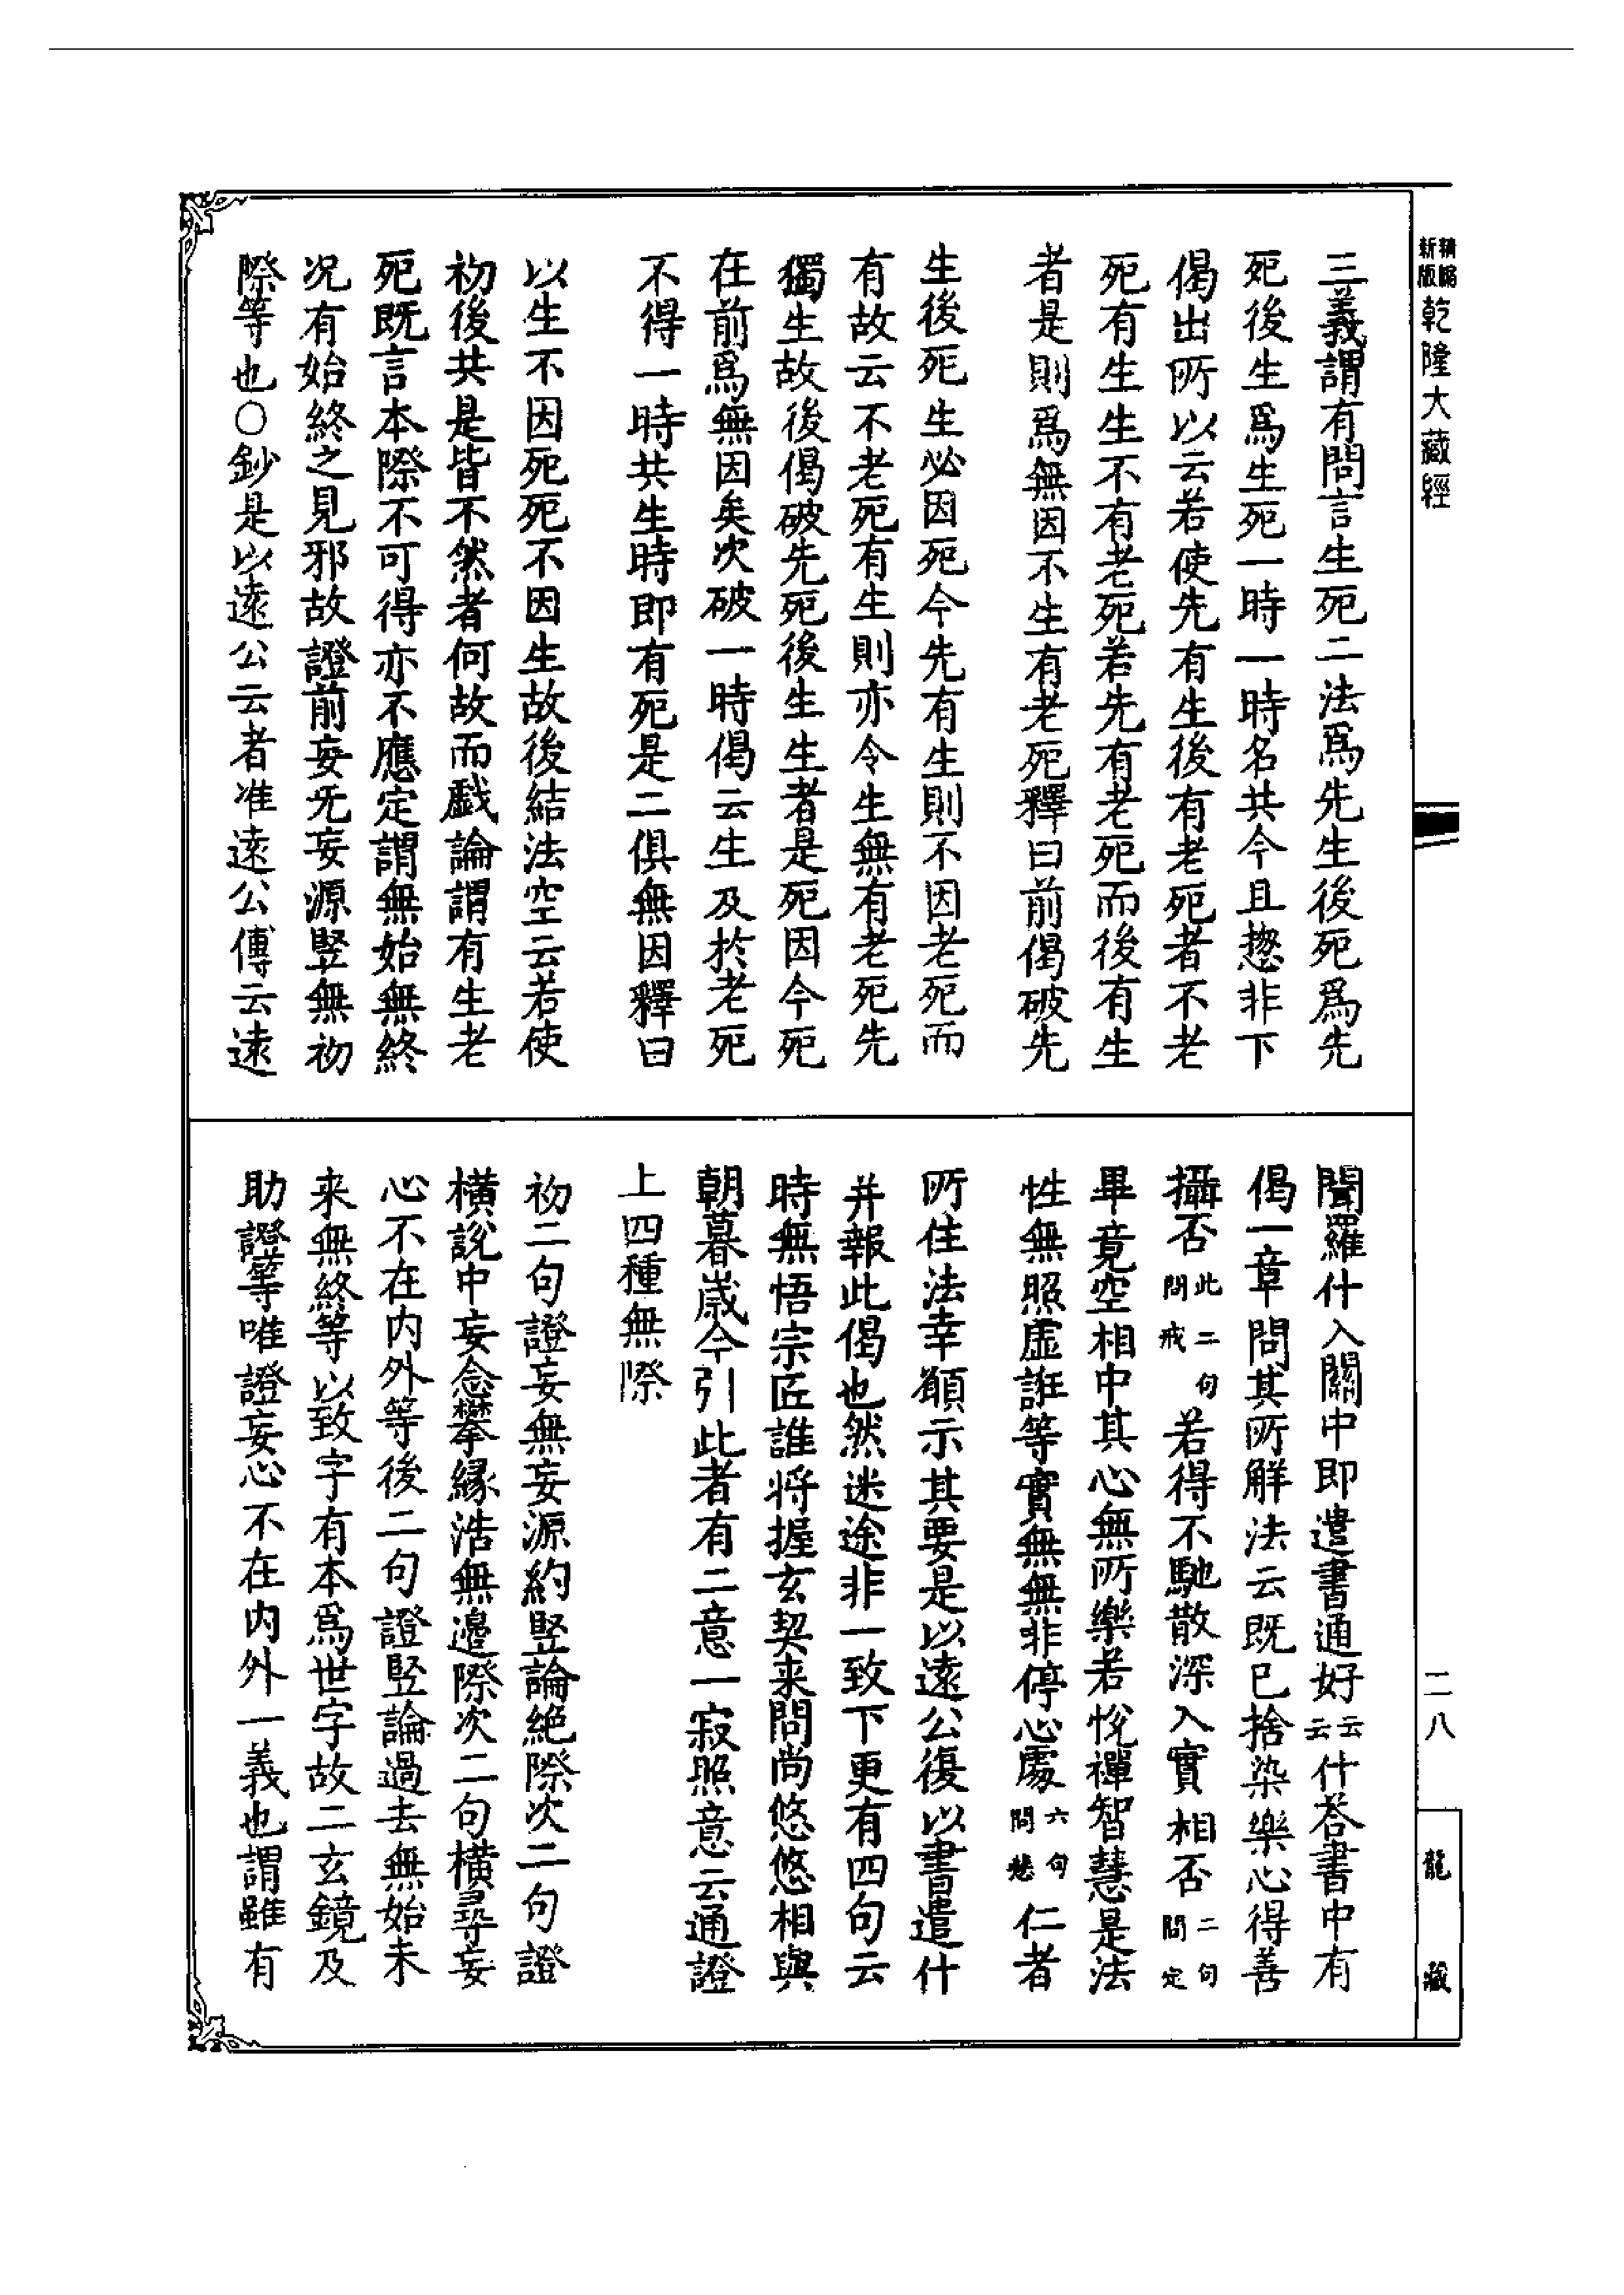 新編縮版
乾隆大藏經
三義謂有問言生死二法為先生後死為先
死後生為生死一時一時名共今且揔非下
偈出所以云若使先有生後有老死者不老
死有生生不有老死若先有老死而後有生
者是則為無因不生有老死釋曰前偈破先
生後死生必因死今先有生則不因老死而
有故云不老死有生則亦令生無有老死先
獨生故後偈破先死後生生者是死因今死
在前為無因矣次破一時偈云生及於老死
不得一時共生時即有死是二俱無因釋曰
以生不因死死不因生故後結法空云若使
初後共是皆不然者何故而戲論謂有生老
死既言本際不可得亦不應定謂無始無終
况有始終之見邪故證前妄旡妄源竪無初
際等也○鈔是以遠公云者准遠公傳云遠
聞羅什入關中即遣書通好云云什荅書中有
偈一章問其所解法云既已捨染樂心得善
攝否此二句問戒若得不馳散深入實相否二句問定
畢竟空相中其心無所樂若悅禪智慧是法
性無照虛誑等實無無非停心處六句問慧仁者
所住法幸願示其要是以遠公復以書遣什
并報此偈也然迷途非一致下更有四句云
時無悟宗匠誰將握玄契来問尚悠悠相與
朝暮歲今引此者有二意一寂照意云通證
上四種無際
初二句證妄無妄源約竪論絕際次二句證
橫說中妄念攀緣浩無邊際次二句橫尋妄
心不在内外等後二句證竪論過去無始未
来無終等以致字有本為世字故二玄鏡及
助證等唯證妄心不在内外一義也謂雖有
二八
龍藏